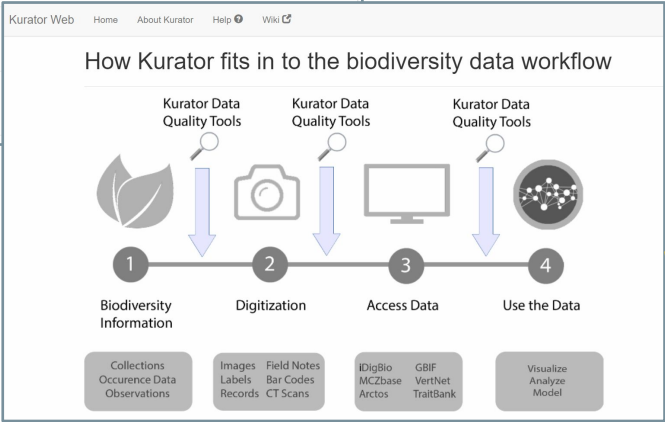 Kurator Web Home About Kurator Help Wiki
How Kurator fits in to the biodiversity data workflow
Kurator Data
Quality Tools
Kurator Data
Quality Tools
Kurator Data
Quality Tools
1
2
3
4
Biodiversity
Information
Digitization
Access Data
Use the Data
Collections
Occurence Data
Observations
Images Field Notes
Labels Bar Codes
Records CT Scans
iDigBio GBIF
MCZbase VertNet
Arctos TraitBank
Visualize
Analyze
Model